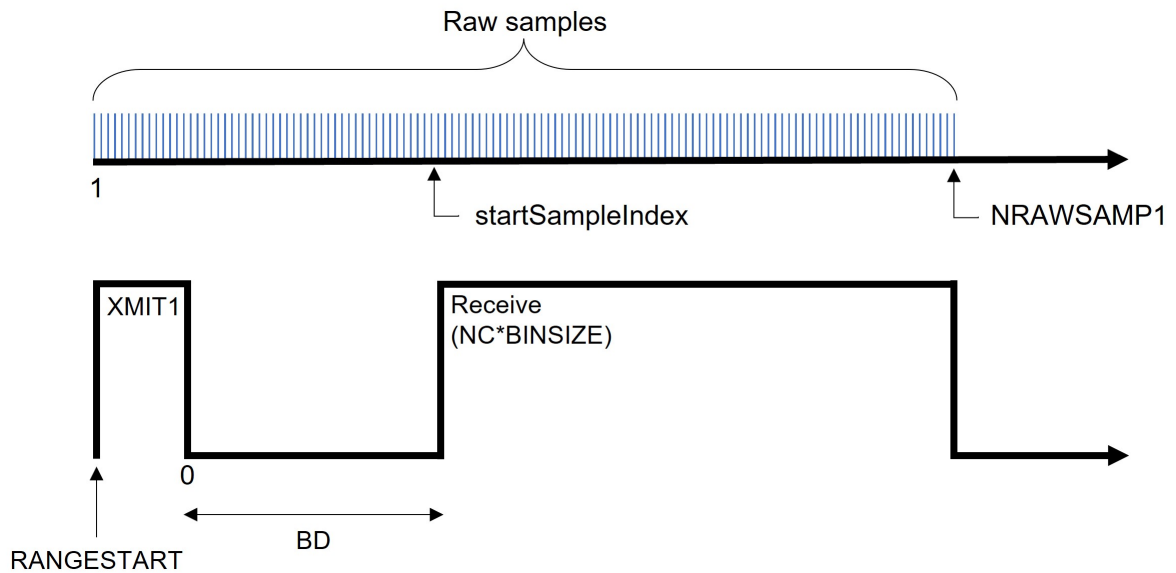 Raw samples
1
startSampleIndex
NRAWSAMP1
XMIT1
Receive
(NC*BINSIZE)
0
BD
RANGESTART